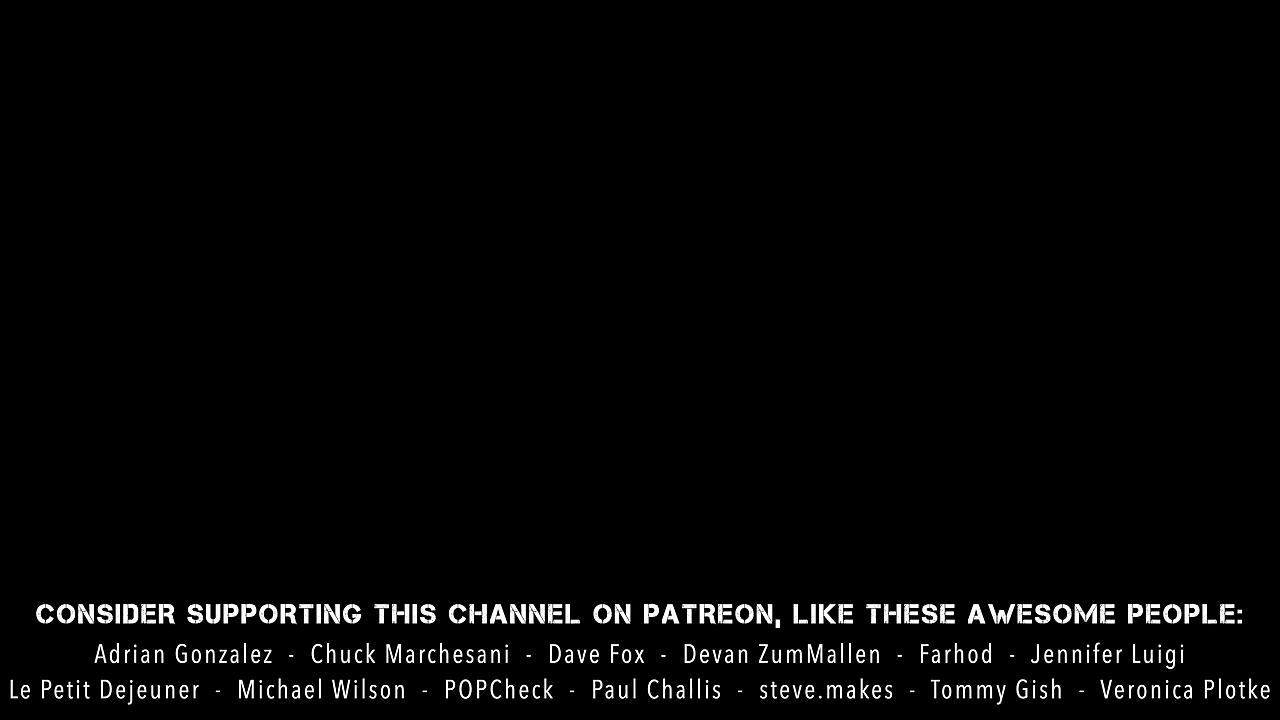 CONSIDER SUPPORTING THIS CHANNEL ON PATREON, LIKE THESE AWESOME PEOPLE:
Adrian Gonzalez - Chuck Marchesani - Dave Fox - Devan ZumMallen - Farhod - Jennifer Luigi
Le Petit Dejeuner - Michael Wilson - POPCheck - Paul Challis - steve.makes - Tommy Gish - Veronica Plotke